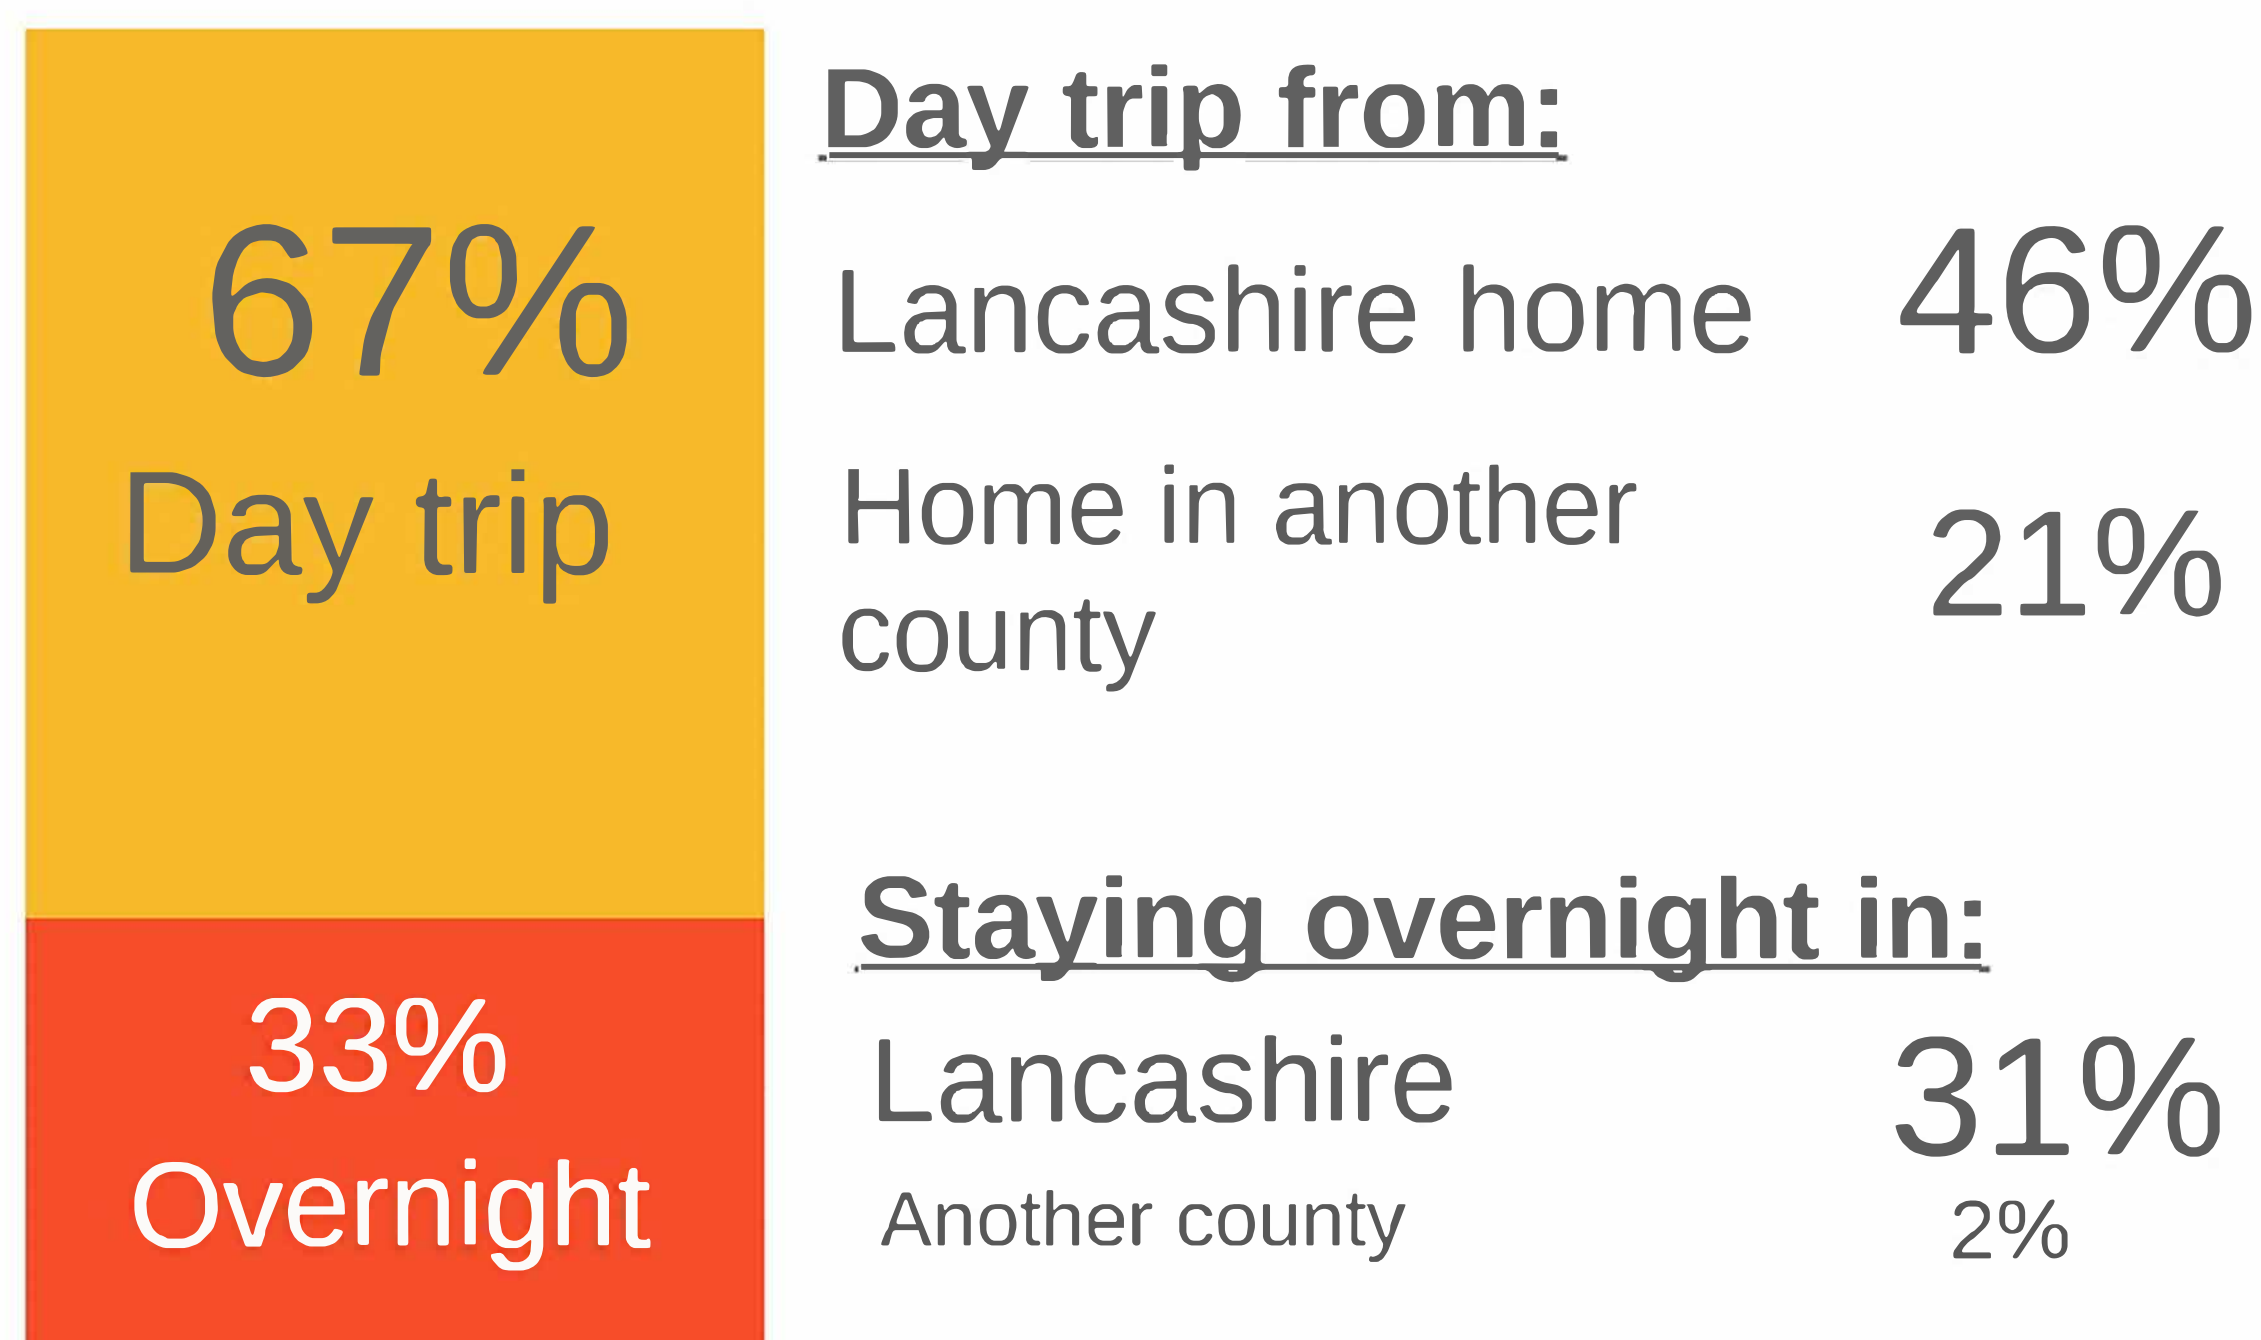 67%
Day trip
33%
Overnight
Day trip from:
Lancashire home 46%
Home in another
county
21%
Staying overnight in:
Lancashire 31%
Another county 2%